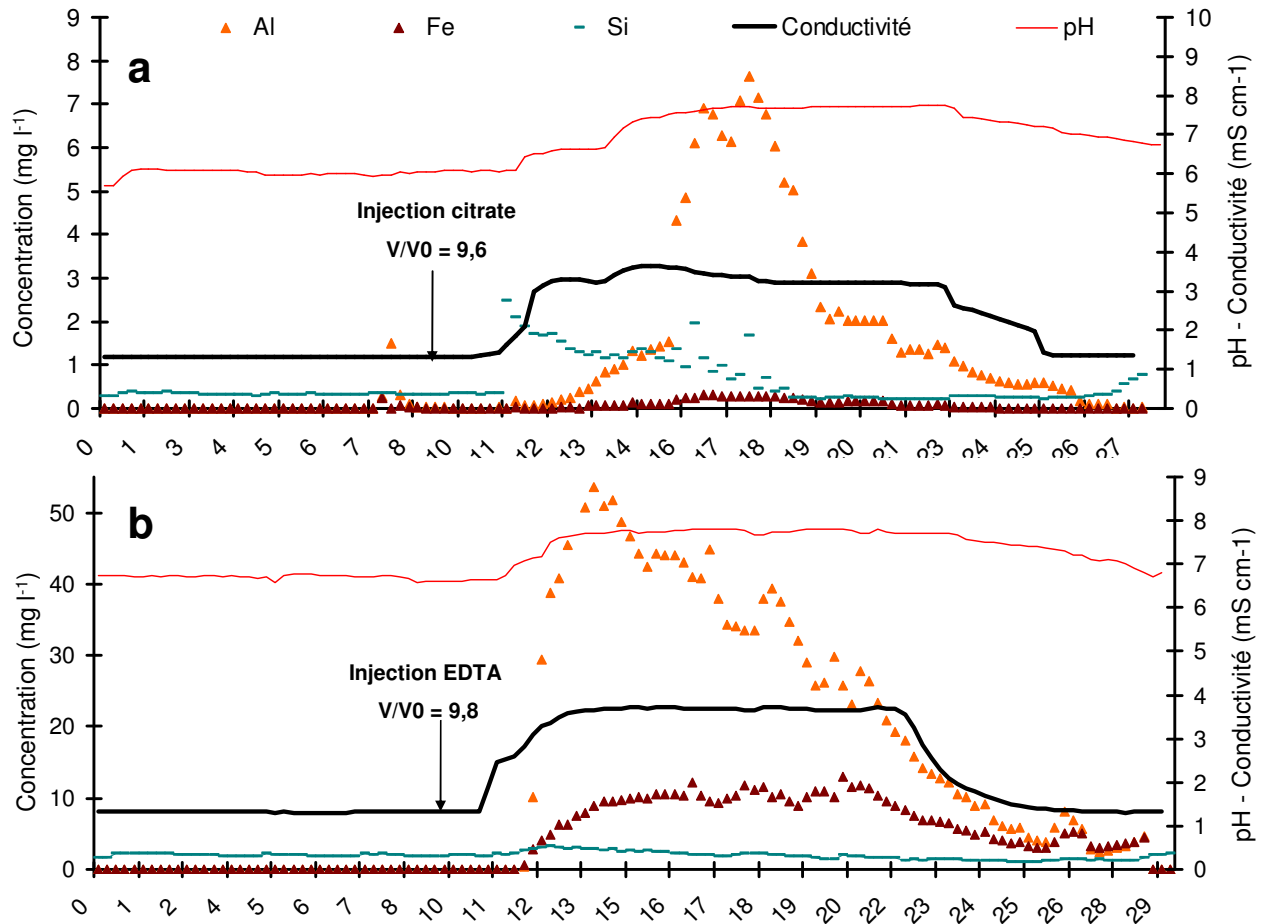 Al Fe Si Conductivité pH
a
9
8
7
6
5
4
3
2
1
0
Concentration (mg l-1)
10
9
8
7
6
5
4
3
2
1
0
pH - Conductivité (mS cm-1)
Injection citrate
V/V0 = 9,6
0 1 3 4 5 6 7 8 10 11 12 13 14 16 17 18 19 20 22 23 24 25 26 27
b
50
40
30
20
10
0
Concentration (mg l-1)
9
8
7
6
5
4
3
2
1
0
pH - Conductivité (mS cm-1)
Injection EDTA
V/V0 = 9,8
0 1 2 4 5 6 7 8 10 11 12 13 15 16 17 18 19 20 22 23 24 25 26 28 29